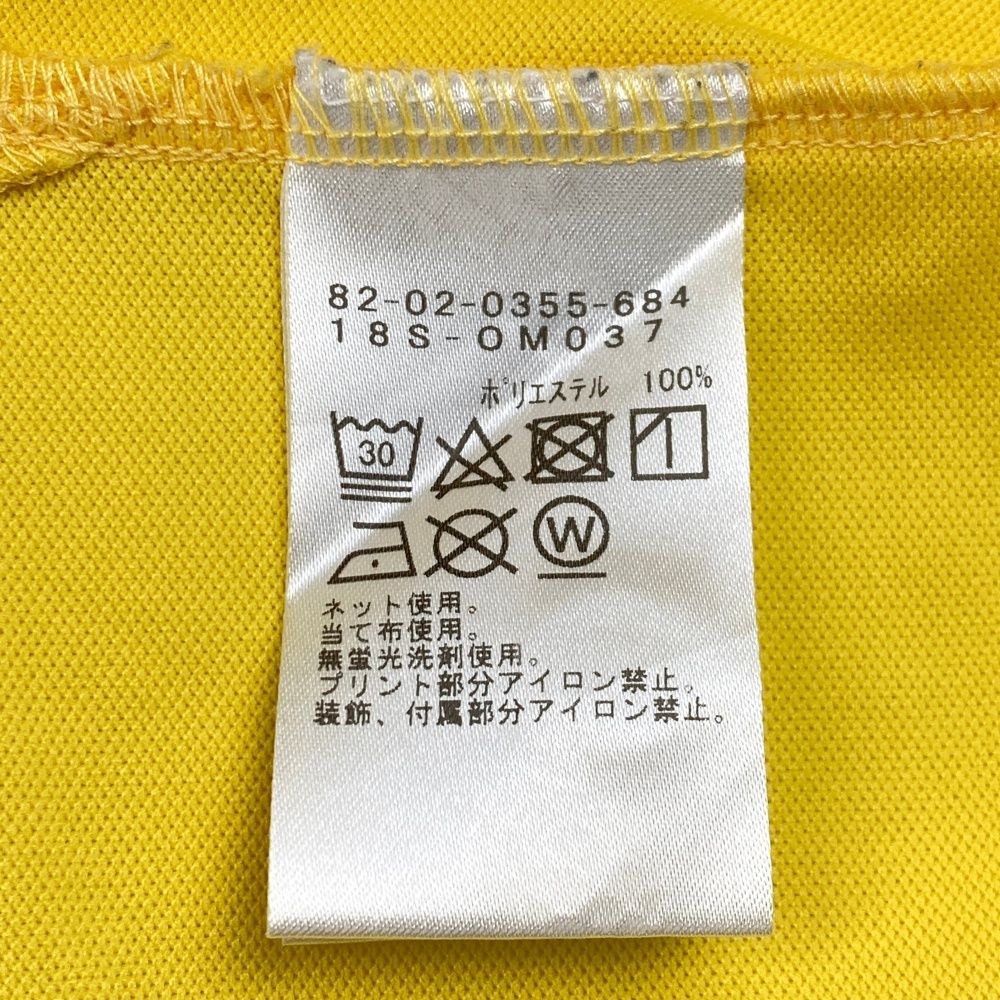 82-02-0355-684
18S-OM037
ポリエステル 100%
30
W
ネット使用。
当て布使用。
無蛍光洗剤使用。
プリント部分アイロン禁止。
装飾、付属部分アイロン禁止。